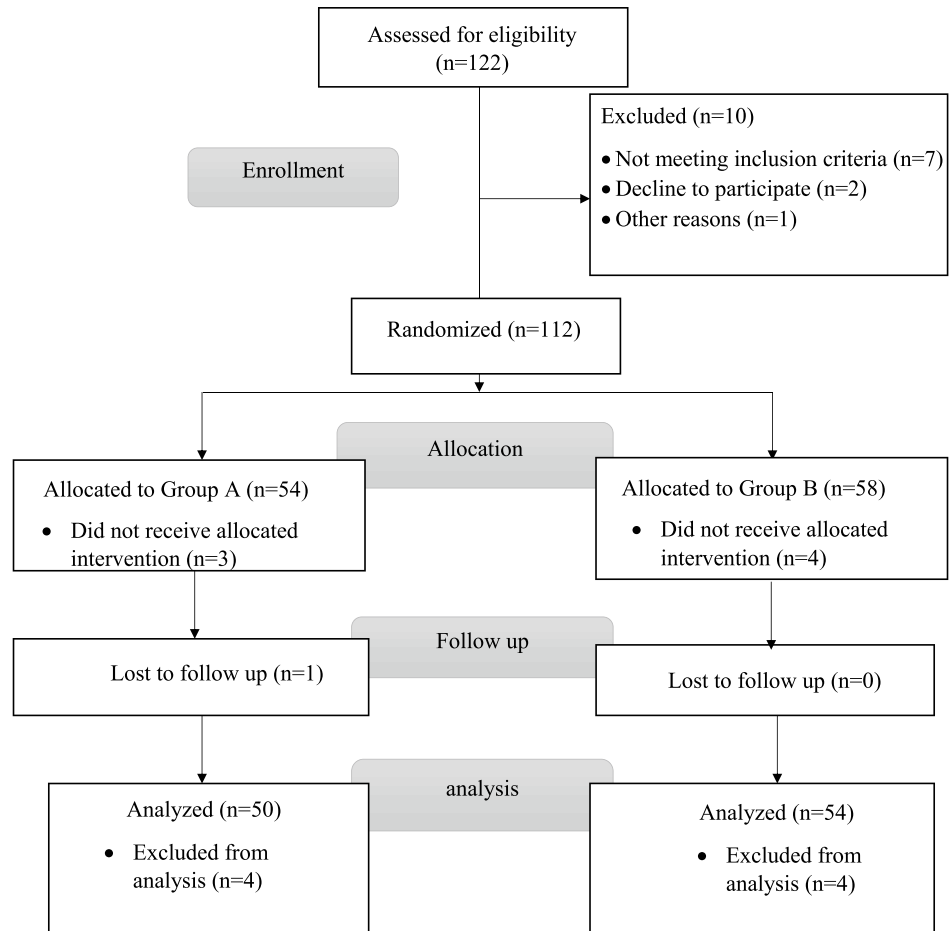 Assessed for eligibility
(n=122)
Excluded (n=10)
● Not meeting inclusion criteria (n=7)
● Decline to participate (n=2)
● Other reasons (n=1)
Enrollment
Randomized (n=112)
Allocation
Allocated to Group A (n=54)
● Did not receive allocated
intervention (n=3)
Allocated to Group B (n=58)
● Did not receive allocated
intervention (n=4)
Follow up
Lost to follow up (n=1)
Lost to follow up (n=0)
analysis
Analyzed (n=50)
● Excluded from
analysis (n=4)
Analyzed (n=54)
● Excluded from
analysis (n=4)